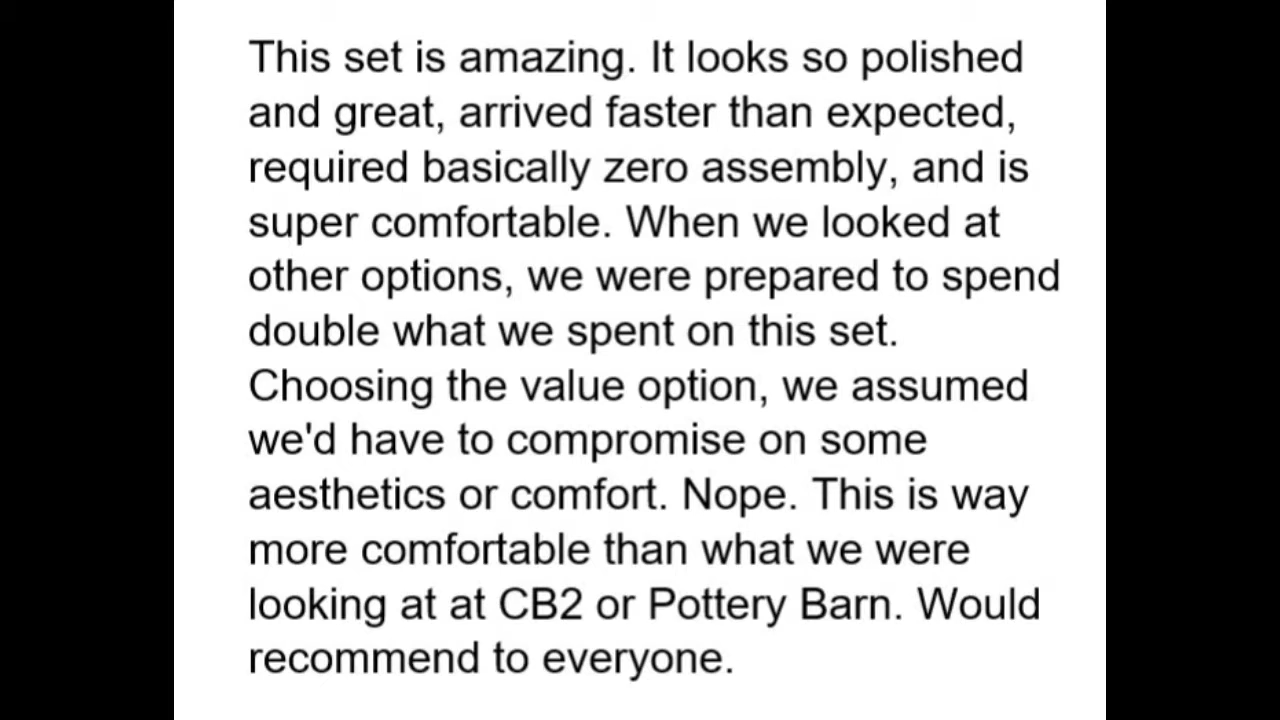 This set is amazing. It looks so polished
and great, arrived faster than expected,
required basically zero assembly, and is
super comfortable. When we looked at
other options, we were prepared to spend
double what we spent on this set.
Choosing the value option, we assumed
we'd have to compromise on some
aesthetics or comfort. Nope. This is way
more comfortable than what we were
looking at at CB2 or Pottery Barn. Would
recommend to everyone.